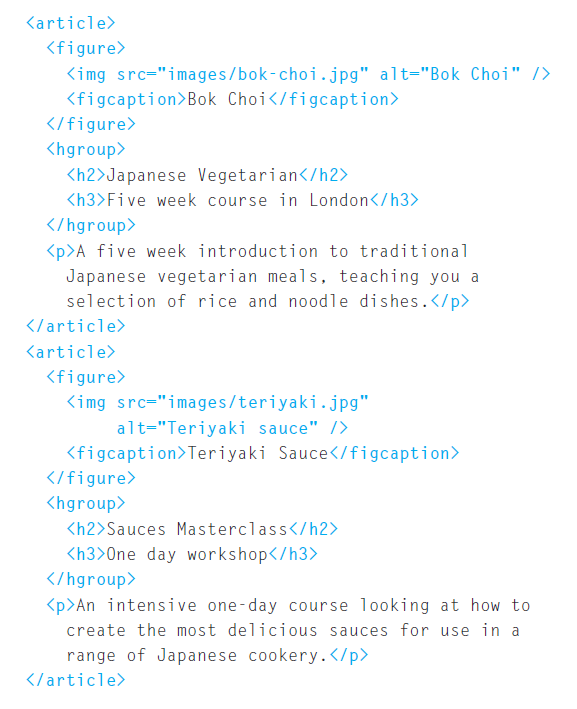 <article>
<figure>
<img src="images/bok-choi.jpg" alt="Bok Choi" />
<figcaption>Bok Choi</figcaption>
</figure>
<hgroup>
<h2>Japanese Vegetarian</h2>
<h3>Five week course in London</h3>
</hgroup>
<p>A five week introduction to traditional
Japanese vegetarian meals, teaching you a
selection of rice and noodle dishes.</p>
</article>
<article>
<figure>
<img src="images/teriyaki.jpg"
alt="Teriyaki sauce" />
<figcaption>Teriyaki Sauce</figcaption>
</figure>
<hgroup>
<h2>Sauces Masterclass</h2>
<h3>One day workshop</h3>
</hgroup>
<p>An intensive one-day course looking at how to
create the most delicious sauces for use in a
range of Japanese cookery.</p>
</article>